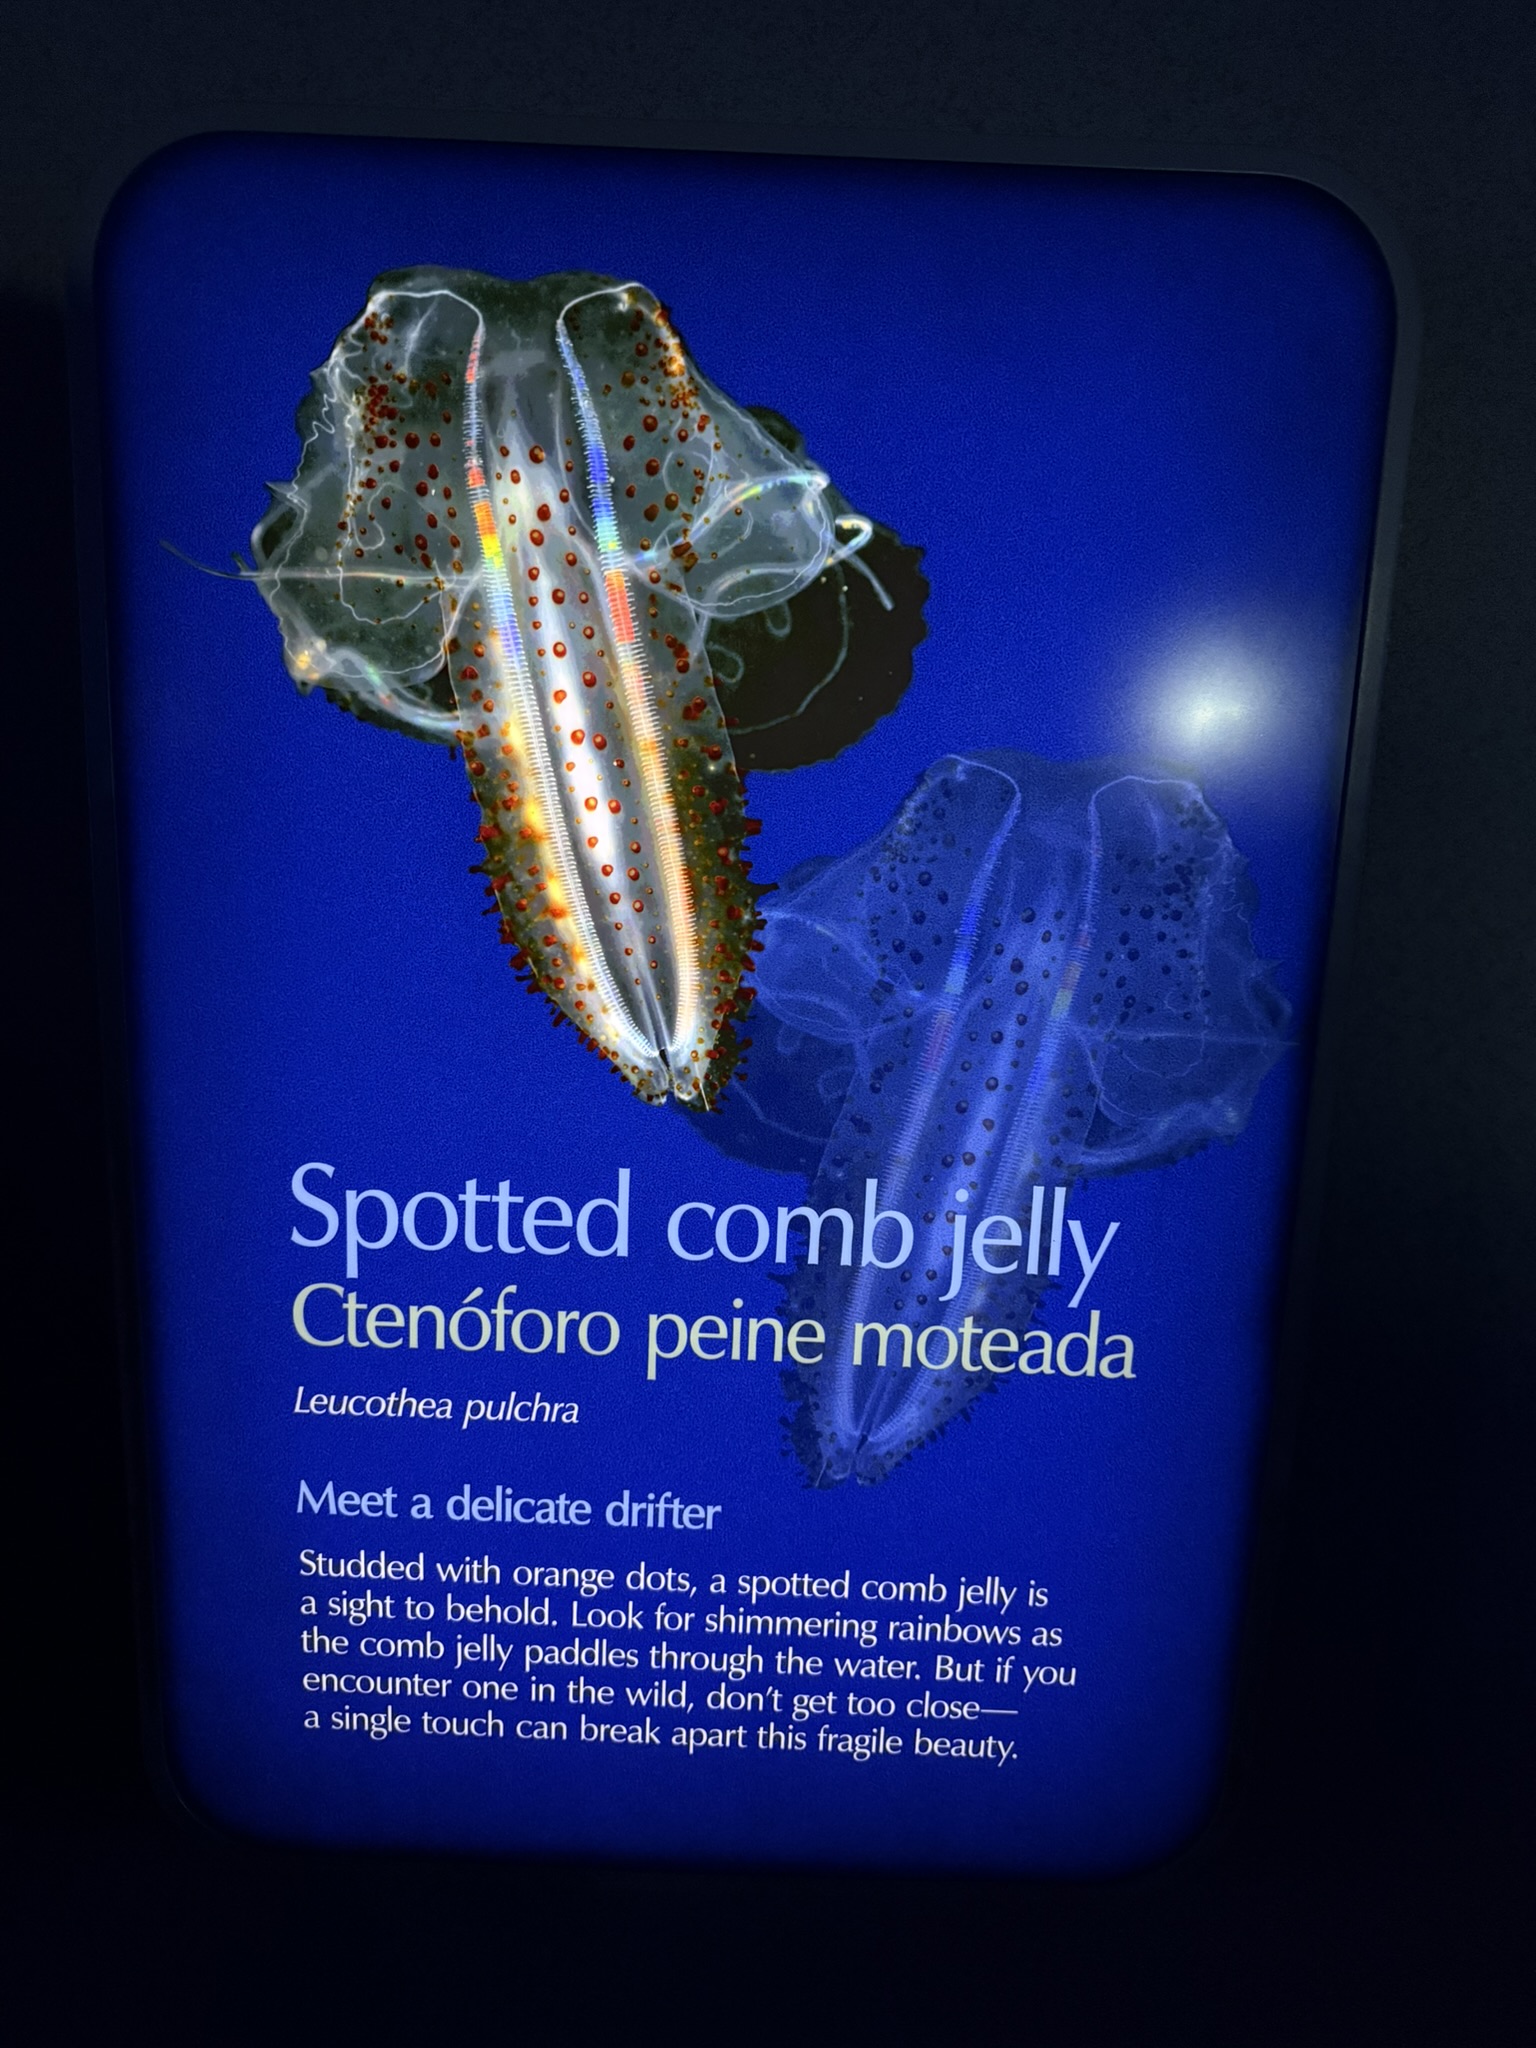 Spotted comb jelly
Ctenóforo peine moteada
Leucothea pulchra
Meet a delicate drifter
Studded with orange dots, a spotted comb jelly is
a sight to behold. Look for shimmering rainbows as
the comb jelly paddles through the water. But if you
encounter one in the wild, don’t get too close—
a single touch can break apart this fragile beauty.